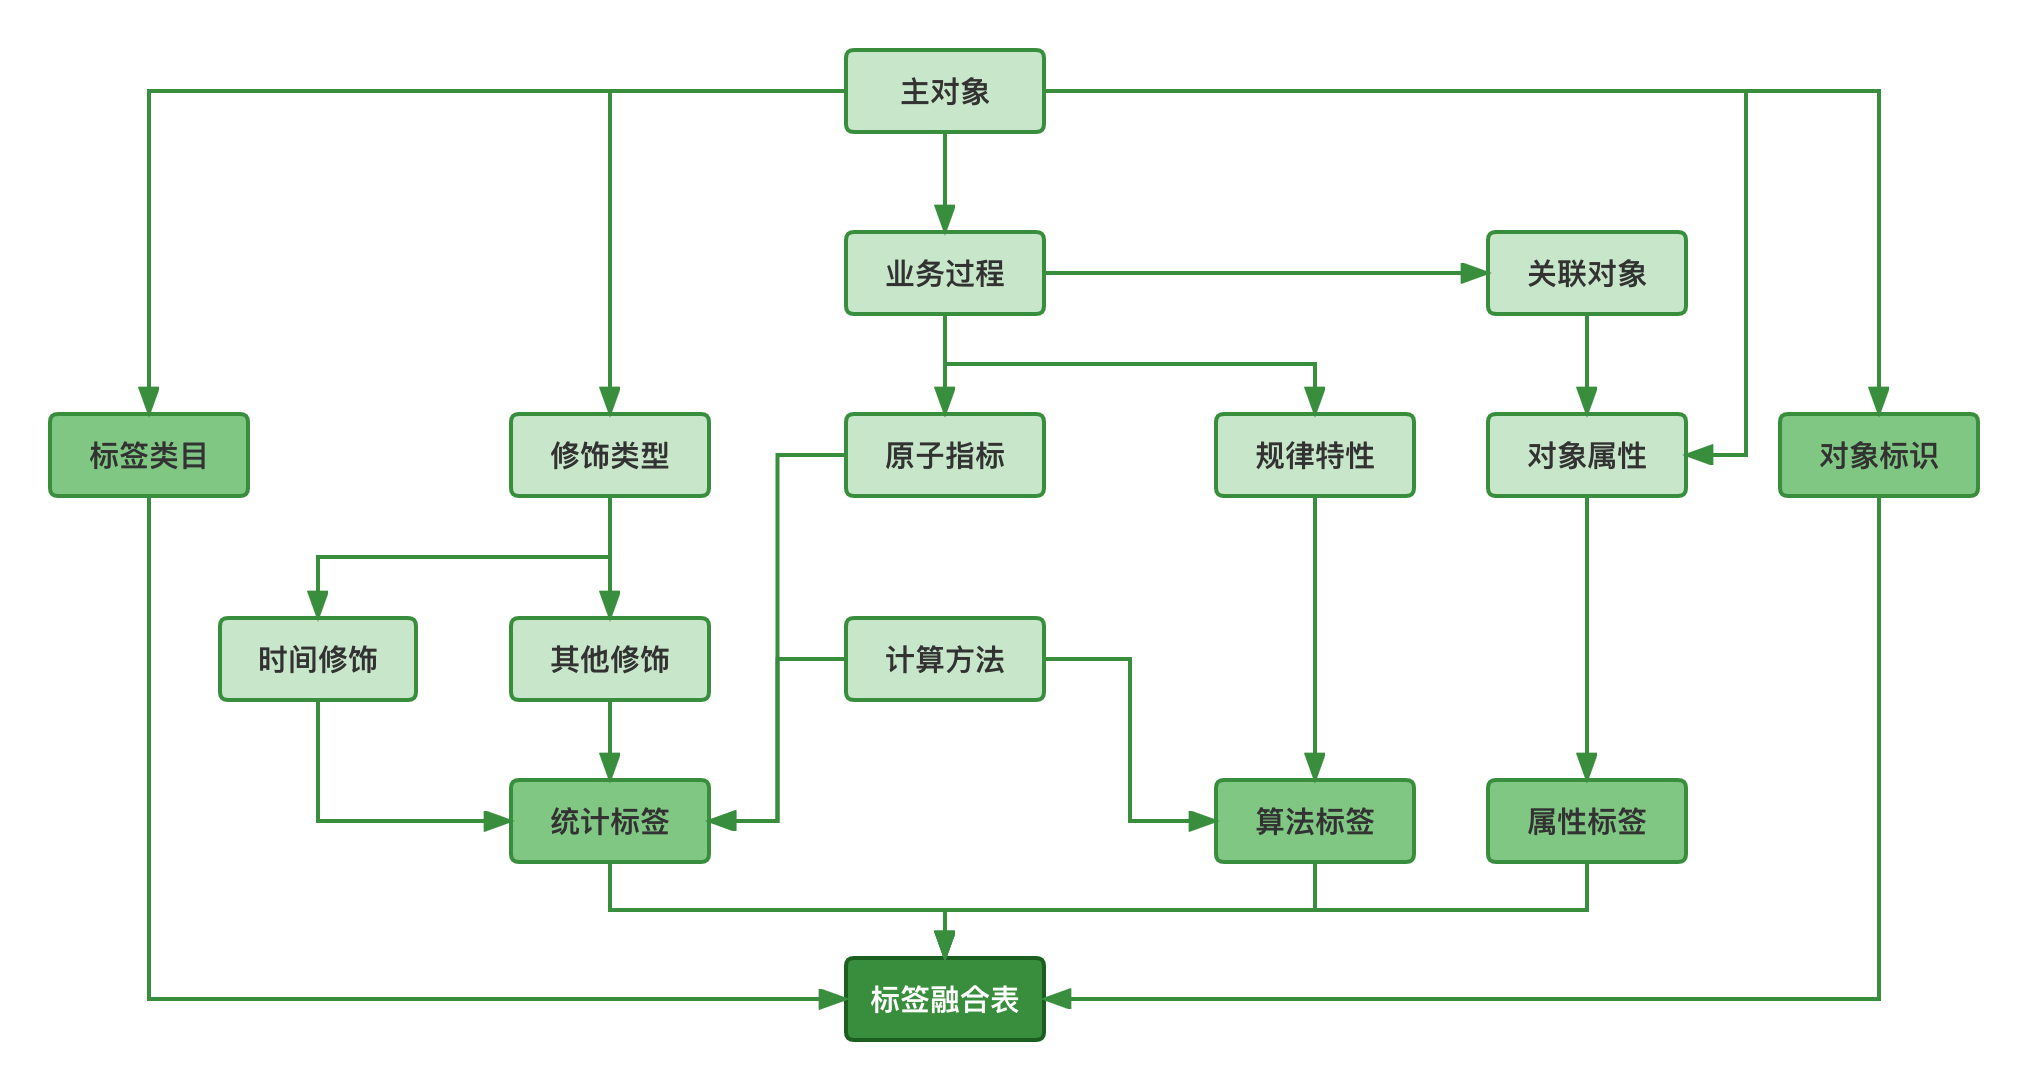 主对象
业务过程
关联对象
标签类目
修饰类型
原子指标
规律特性
对象属性
对象标识
时间修饰
其他修饰
计算方法
统计标签
算法标签
属性标签
标签融合表